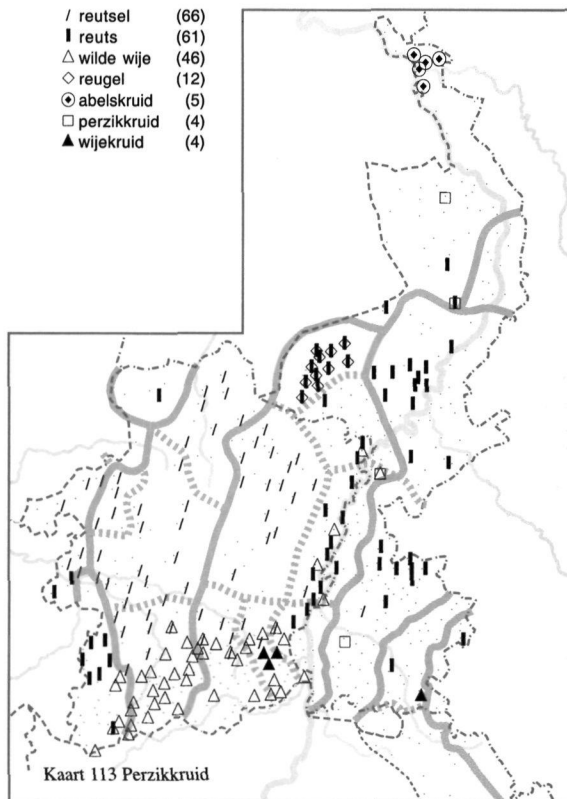 reutsel (66)
reuts (61)
wilde wije (46)
reugel (12)
abelskruid (5)
perzikkruid (4)
wijekruid (4)
Kaart 113 Perzikkruid